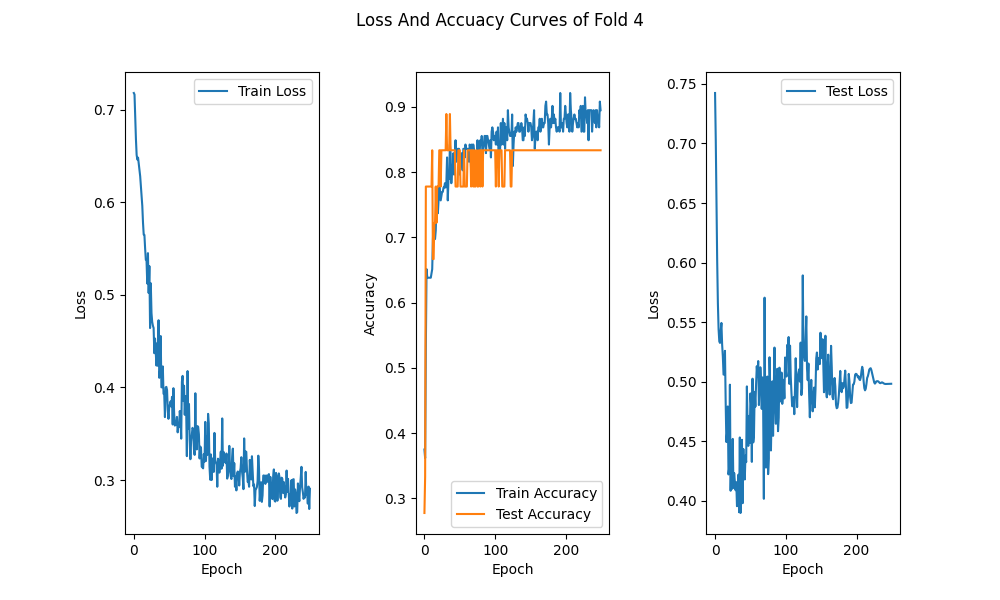 Loss And Accuacy Curves of Fold 4
Loss
0.7
0.6
0.5
0.4
0.3
0
100
200
Epoch
Train Loss
Accuracy
0.9
0.8
0.7
0.6
0.5
0.4
0.3
0
100
200
Epoch
Train Accuracy
Test Accuracy
Loss
0.75
0.70
0.65
0.60
0.55
0.50
0.45
0.40
0
100
200
Epoch
Test Loss